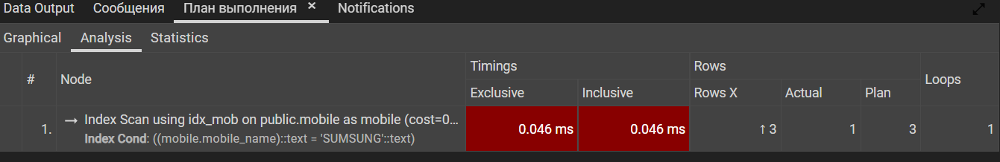 Data Output Сообщения План выполнения × Notifications
Graphical Analysis Statistics
# Node Timings Rows Loops
Exclusive Inclusive Rows X Actual Plan
1. → Index Scan using idx_mob on public.mobile as mobile (cost=0... 0.046 ms 0.046 ms ↑ 3 1 3 1
Index Cond: ((mobile.mobile_name)::text = 'SUMSUNG'::text)